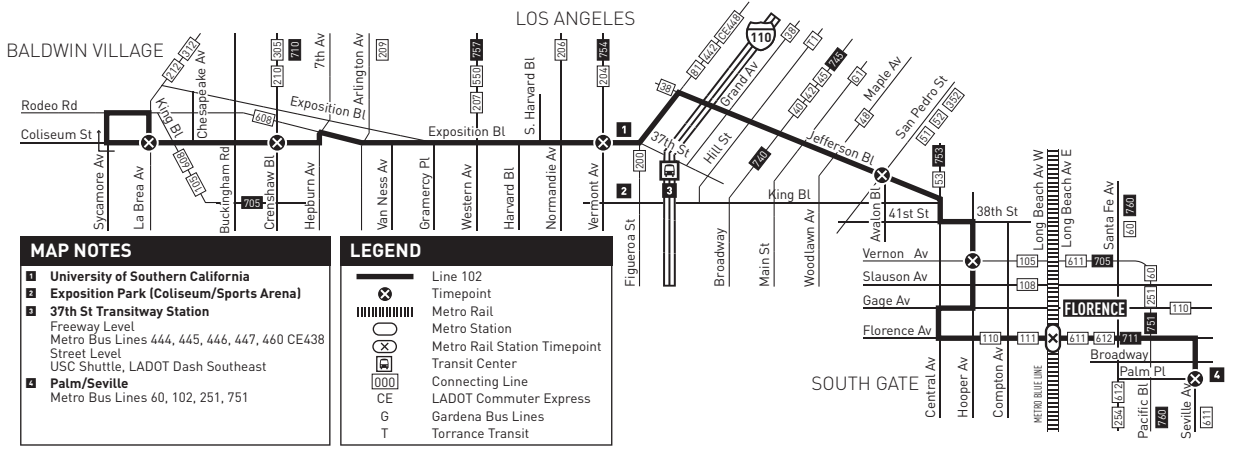 LOS ANGELES
BALDWIN VILLAGE
SOUTH GATE
Rodeo Rd
Coliseum St
Sycamore Av
La Brea Av
King Bl
212
312
Chesapeake Av
Buckingham Rd
Crenshaw Bl
210
305
710
608
Exposition Bl
7th Av
Hepburn Av
Arlington Av
209
Van Ness Av
Gramercy Pl
Western Av
207
550
757
Exposition Bl
S. Harvard Bl
Harvard Bl
Normandie Av
206
Vermont Av
204
754
705
1
2
3
4
Figueroa St
200
37th St
38
81
442
CE448
110
Grand Av
38
T1
Hill St
40
42
45
745
740
G1
48
Maple Av
San Pedro St
51
52
352
Jefferson Bl
King Bl
Broadway
Main St
Woodlawn Av
Avalon Bl
753
53
41st St
38th St
Vernon Av
Slauson Av
Gage Av
Florence Av
105
108
110
111
611
705
611
612
711
60
251
751
110
FLORENCE
Long Beach Av W
Long Beach Av E
Santa Fe Av
760
60
Broadway
Palm Pl
Central Av
Hooper Av
Compton Av
METRO BLUE LINE
254
612
Pacific Bl
760
Seville Av
611
MAP NOTES
1 University of Southern California
2 Exposition Park (Coliseum/Sports Arena)
3 37th St Transitway Station
Freeway Level
Metro Bus Lines 444, 445, 446, 447, 460 CE438
Street Level
USC Shuttle, LADOT Dash Southeast
4 Palm/Seville
Metro Bus Lines 60, 102, 251, 751
LEGEND
Line 102
Timepoint
Metro Rail
Metro Station
Metro Rail Station Timepoint
Transit Center
000 Connecting Line
CE LADOT Commuter Express
G Gardena Bus Lines
T Torrance Transit